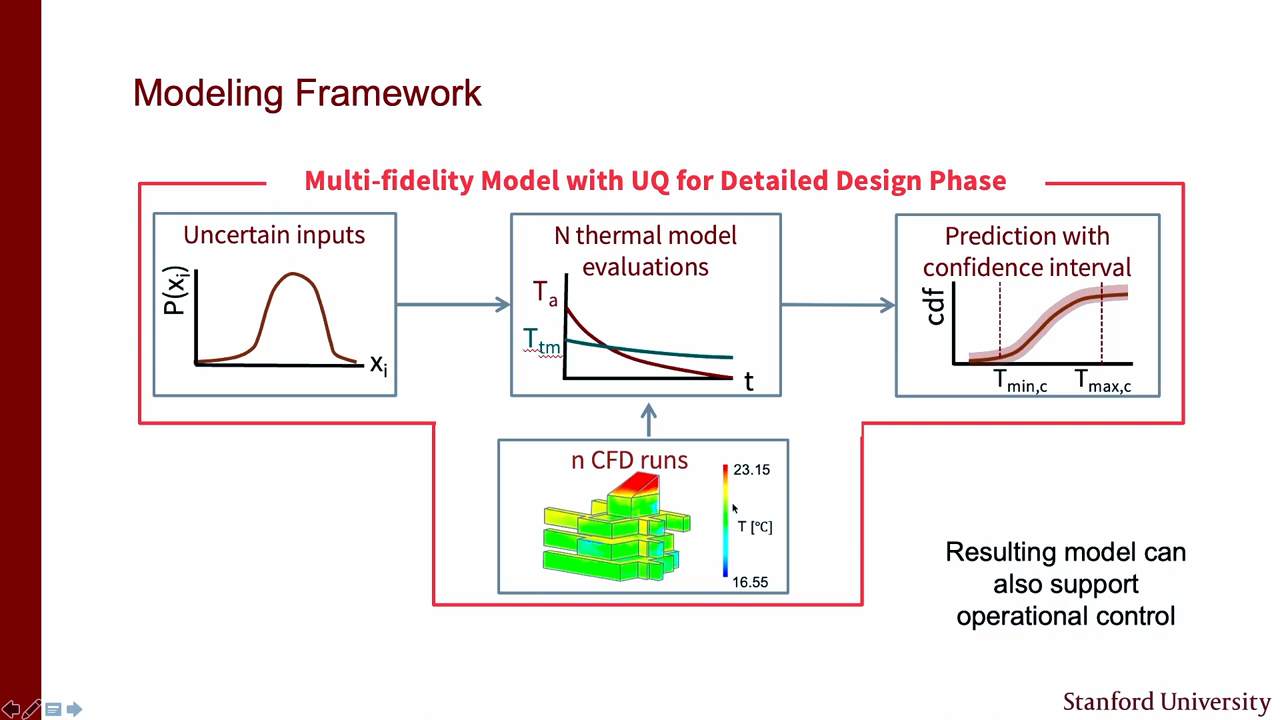 Modeling Framework
Multi-fidelity Model with UQ for Detailed Design Phase
Uncertain inputs
P(xi)
xi
N thermal model
evaluations
Ta
Ttm
t
Prediction with
confidence interval
cdf
Tmin,c
Tmax,c
n CFD runs
23.15
T [°C]
16.55
Resulting model can
also support
operational control
Stanford University